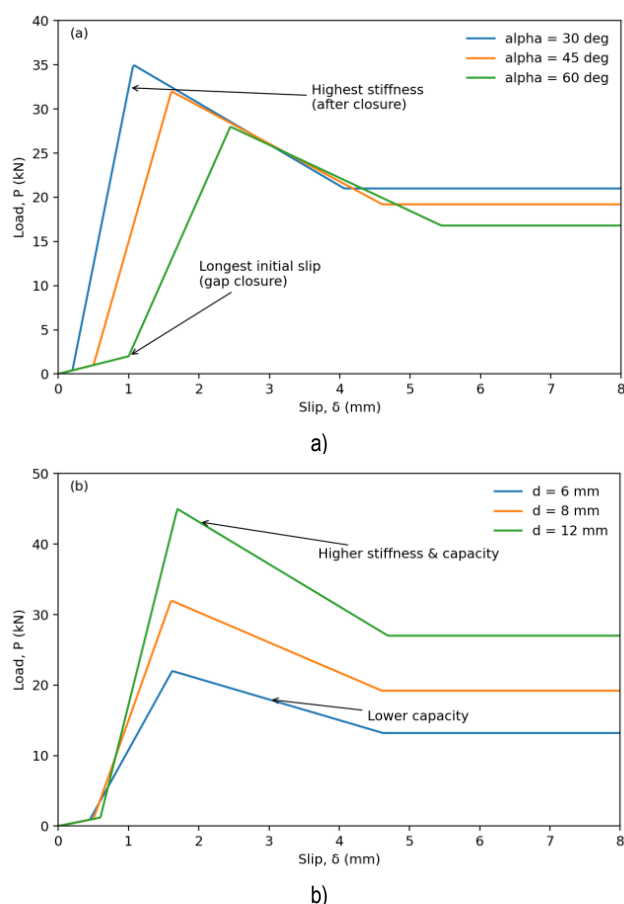 (a)
alpha = 30 deg
alpha = 45 deg
alpha = 60 deg
Highest stiffness
(after closure)
Longest initial slip
(gap closure)
Load, P (kN)
40
35
30
25
20
15
10
5
0
0 1 2 3 4 5 6 7 8
Slip, δ (mm)
a)
(b)
d = 6 mm
d = 8 mm
d = 12 mm
Higher stiffness & capacity
Lower capacity
Load, P (kN)
50
40
30
20
10
0
0 1 2 3 4 5 6 7 8
Slip, δ (mm)
b)